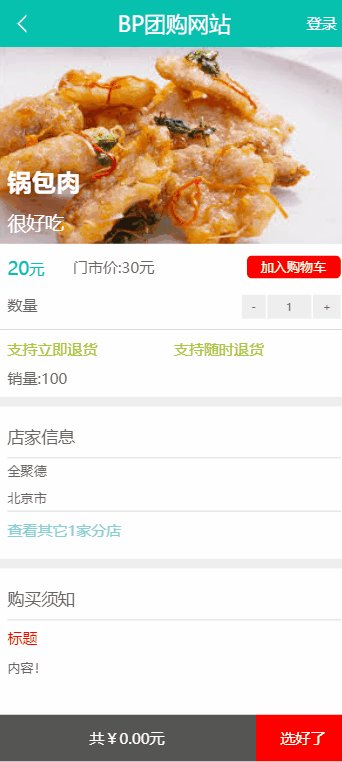 BP团购网站 登录
锅包肉
很好吃
20元 门市价:30元 加入购物车
数量 - 1 +
支持立即退货 支持随时退货
销量:100
店家信息
全聚德
北京市
查看其它1家分店
购买须知
标题
内容!
共￥0.00元 选好了